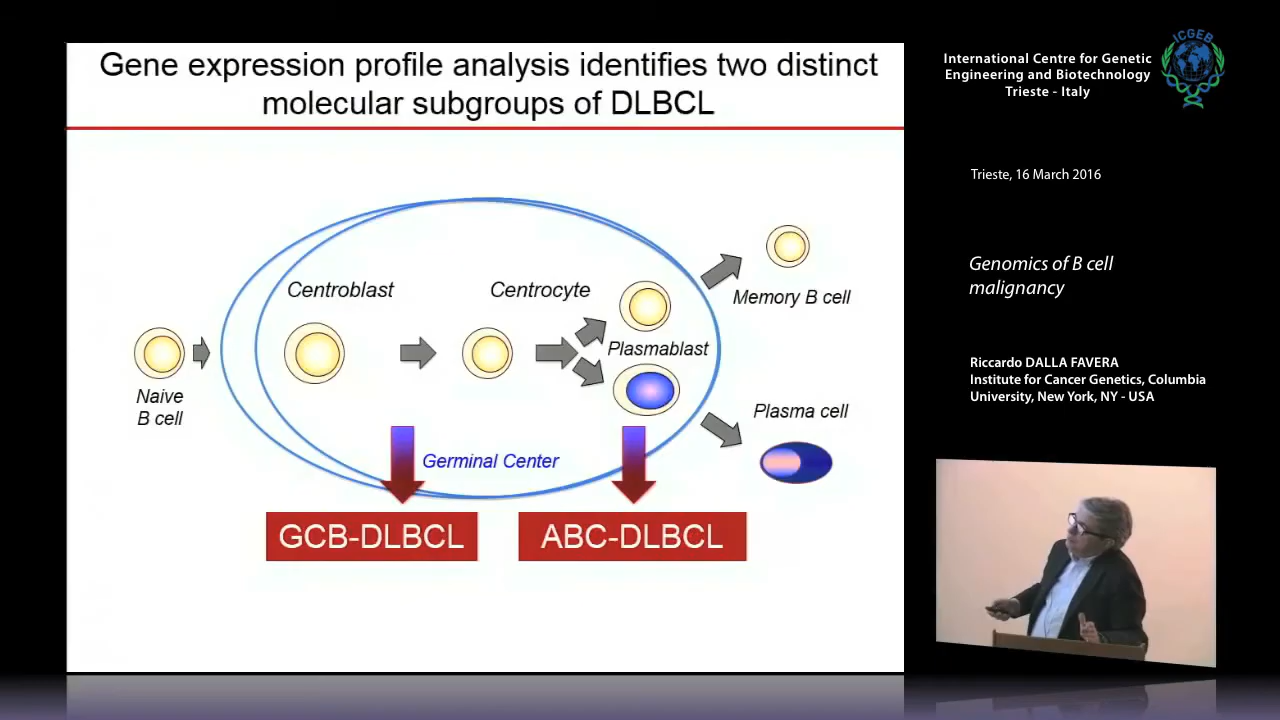 Gene expression profile analysis identifies two distinct
molecular subgroups of DLBCL
Centroblast
Centrocyte
Memory B cell
Plasmablast
Naive
B cell
Plasma cell
Germinal Center
GCB-DLBCL
ABC-DLBCL
International Centre for Genetic
Engineering and Biotechnology
Trieste - Italy
ICGEB
Trieste, 16 March 2016
Genomics of B cell
malignancy
Riccardo DALLA FAVERA
Institute for Cancer Genetics, Columbia
University, New York, NY - USA